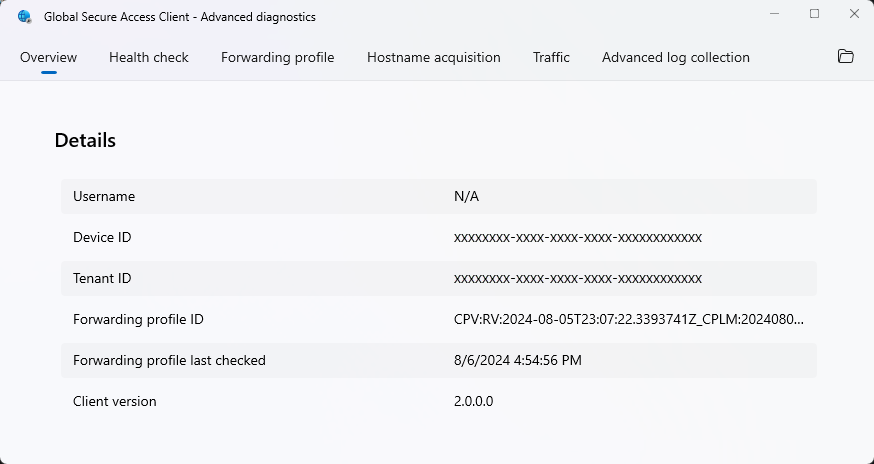 Global Secure Access Client - Advanced diagnostics
Overview Health check Forwarding profile Hostname acquisition Traffic Advanced log collection
Details
Username N/A
Device ID xxxxxxxx-xxxx-xxxx-xxxx-xxxxxxxxxxxx
Tenant ID xxxxxxxx-xxxx-xxxx-xxxx-xxxxxxxxxxxx
Forwarding profile ID CPV:RV:2024-08-05T23:07:22.3393741Z_CPLM:2024080...
Forwarding profile last checked 8/6/2024 4:54:56 PM
Client version 2.0.0.0